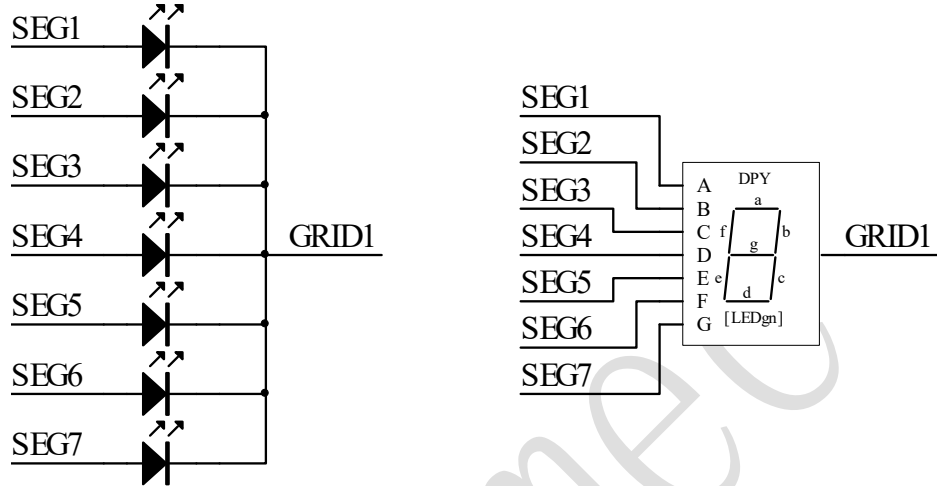 SEG1
SEG2
SEG3
SEG4
SEG5
SEG6
SEG7
GRID1
SEG1
SEG2
SEG3
SEG4
SEG5
SEG6
SEG7
A
B
C
D
E
F
G
DPY
a
f
b
g
e
c
d
[LEDgn]
GRID1